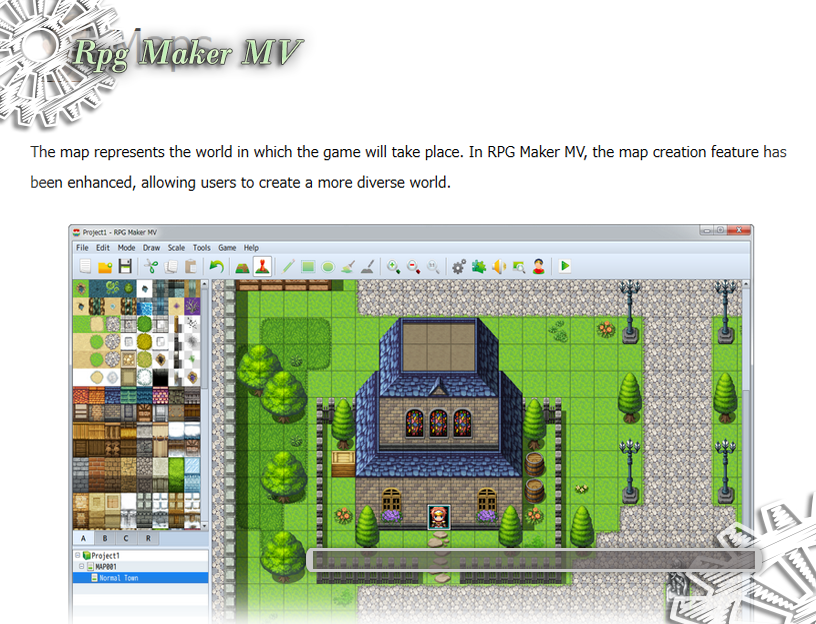 Maps
Rpg Maker MV
The map represents the world in which the game will take place. In RPG Maker MV, the map creation feature has
been enhanced, allowing users to create a more diverse world.
Project1 - RPG Maker MV
File Edit Mode Draw Scale Tools Game Help
A B C R
Project1
MAP001
Normal Town